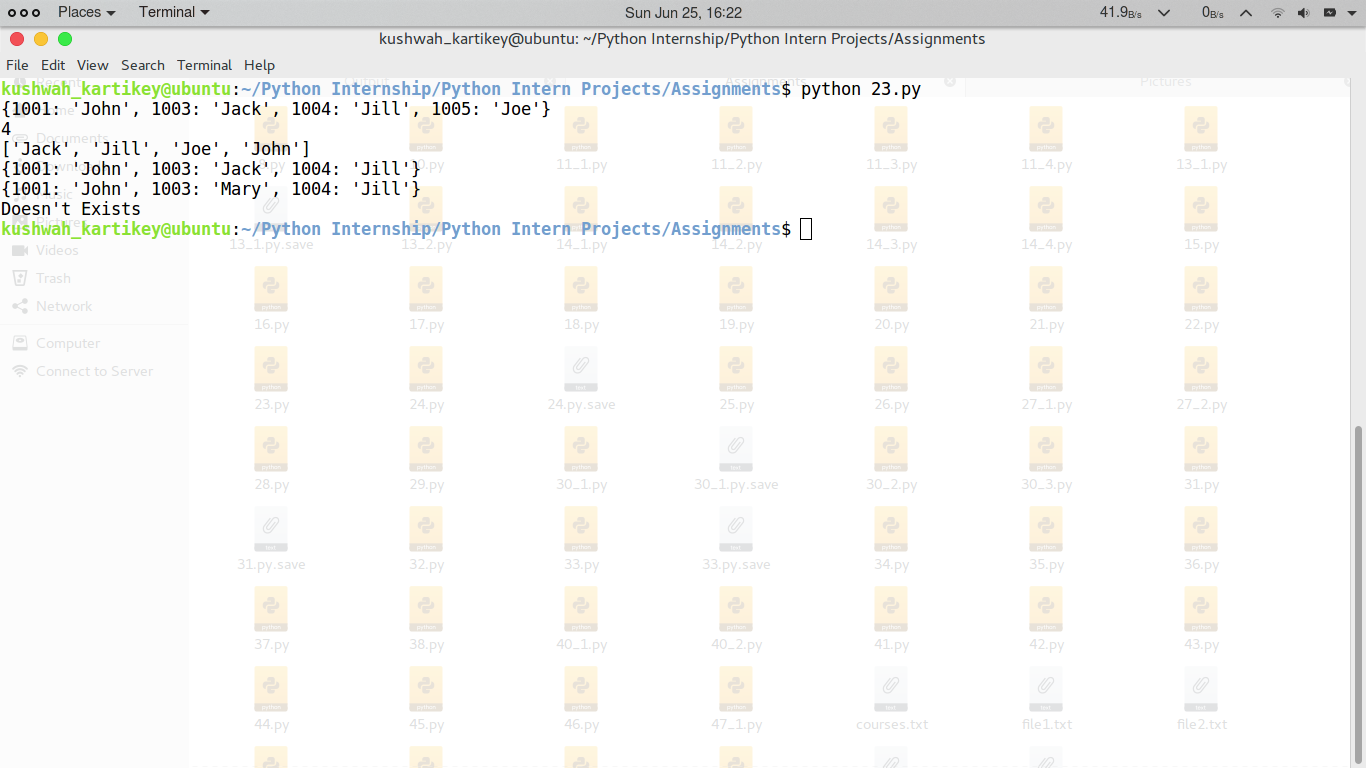 Places Terminal Sun Jun 25, 16:22 41.9B/s 0B/s
kushwah_kartikey@ubuntu: ~/Python Internship/Python Intern Projects/Assignments
File Edit View Search Terminal Help
kushwah_kartikey@ubuntu:~/Python Internship/Python Intern Projects/Assignments$ python 23.py
{1001: 'John', 1003: 'Jack', 1004: 'Jill', 1005: 'Joe'}
4
['Jack', 'Jill', 'Joe', 'John']
{1001: 'John', 1003: 'Jack', 1004: 'Jill'}
{1001: 'John', 1003: 'Mary', 1004: 'Jill'}
Doesn't Exists
kushwah_kartikey@ubuntu:~/Python Internship/Python Intern Projects/Assignments$
Assignments Pictures
Documents
11_1.py 11_2.py 11_3.py 11_4.py 13_1.py
13_1.py.save 13_2.py 14_1.py 14_2.py 14_3.py 14_4.py 15.py
Videos
Trash
Network
Computer
Connect to Server
16.py 17.py 18.py 19.py 20.py 21.py 22.py
23.py 24.py 24.py.save 25.py 26.py 27_1.py 27_2.py
28.py 29.py 30_1.py 30_1.py.save 30_2.py 30_3.py 31.py
31.py.save 32.py 33.py 33.py.save 34.py 35.py 36.py
37.py 38.py 40_1.py 40_2.py 41.py 42.py 43.py
44.py 45.py 46.py 47_1.py courses.txt file1.txt file2.txt